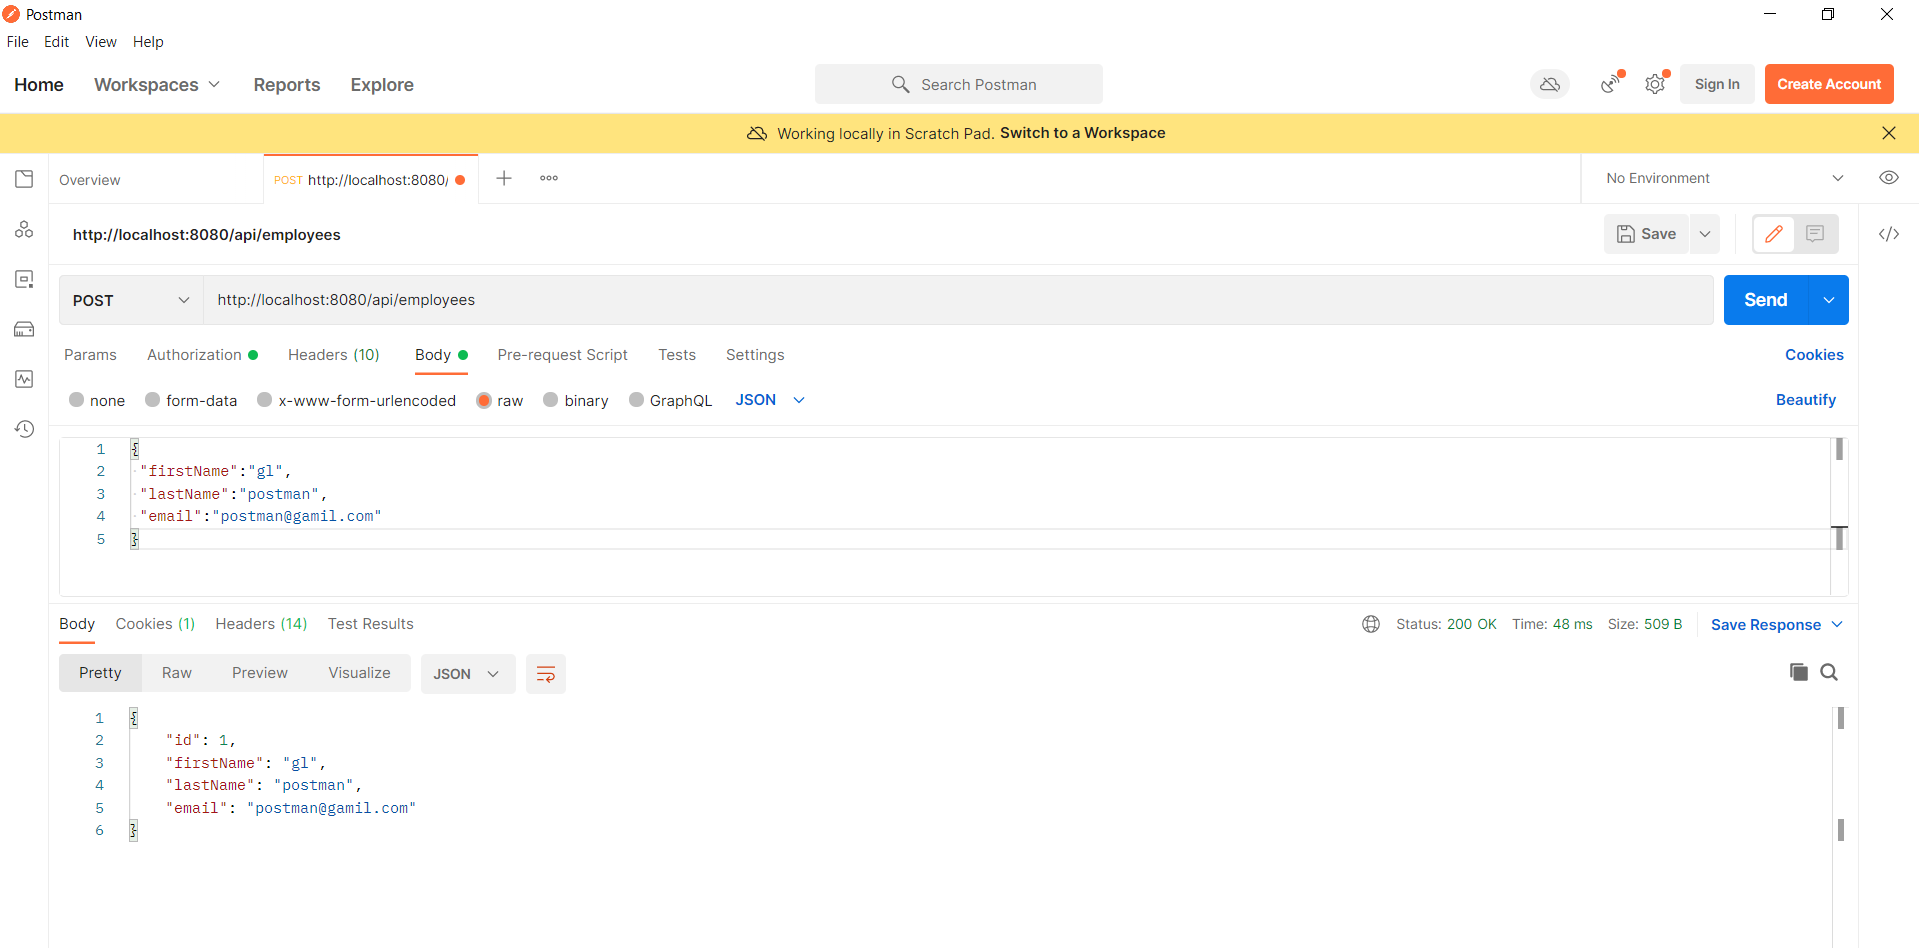 Postman
File Edit View Help
Home Workspaces Reports Explore Search Postman Sign In Create Account
Working locally in Scratch Pad. Switch to a Workspace
Overview POST http://localhost:8080/ No Environment
http://localhost:8080/api/employees Save
POST http://localhost:8080/api/employees Send
Params Authorization Headers (10) Body Pre-request Script Tests Settings Cookies
none form-data x-www-form-urlencoded raw binary GraphQL JSON Beautify
1 {
2 "firstName":"gl",
3 "lastName":"postman",
4 "email":"postman@gamil.com"
5 }
Body Cookies (1) Headers (14) Test Results Status: 200 OK Time: 48 ms Size: 509 B Save Response
Pretty Raw Preview Visualize JSON
1 {
2 "id": 1,
3 "firstName": "gl",
4 "lastName": "postman",
5 "email": "postman@gamil.com"
6 }